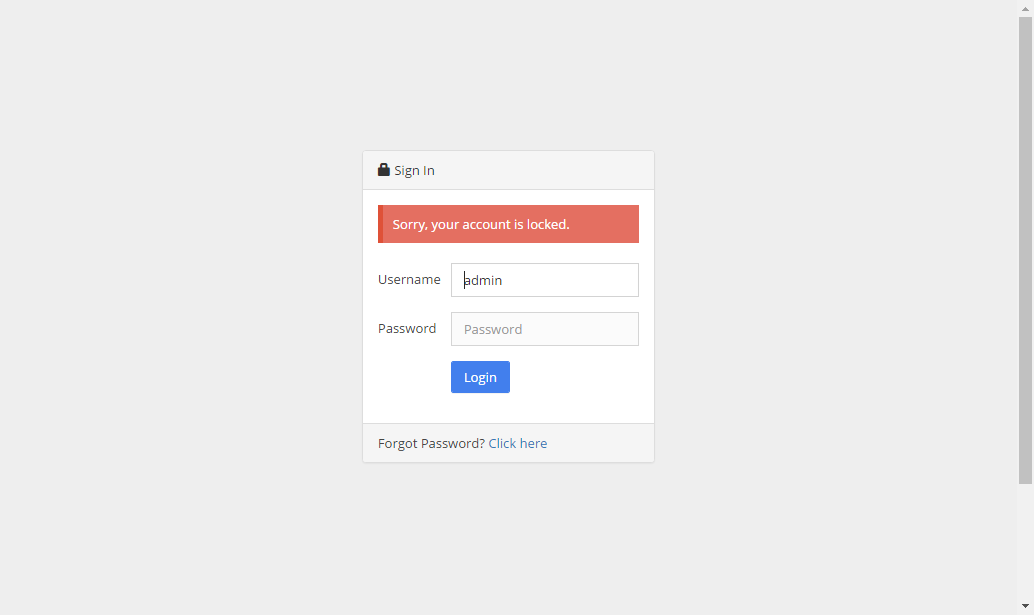 Sign In
Sorry, your account is locked.
Username admin
Password Password
Login
Forgot Password? Click here